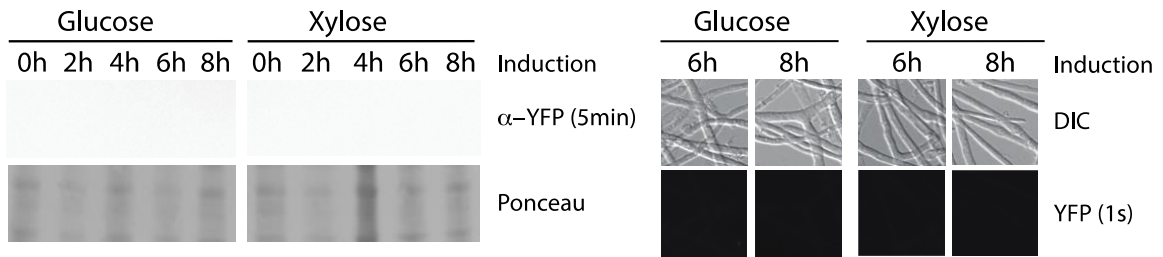 Glucose Xylose
0h 2h 4h 6h 8h 0h 2h 4h 6h 8h Induction
α–YFP (5min)
Ponceau
Glucose Xylose
6h 8h 6h 8h Induction
DIC
YFP (1s)